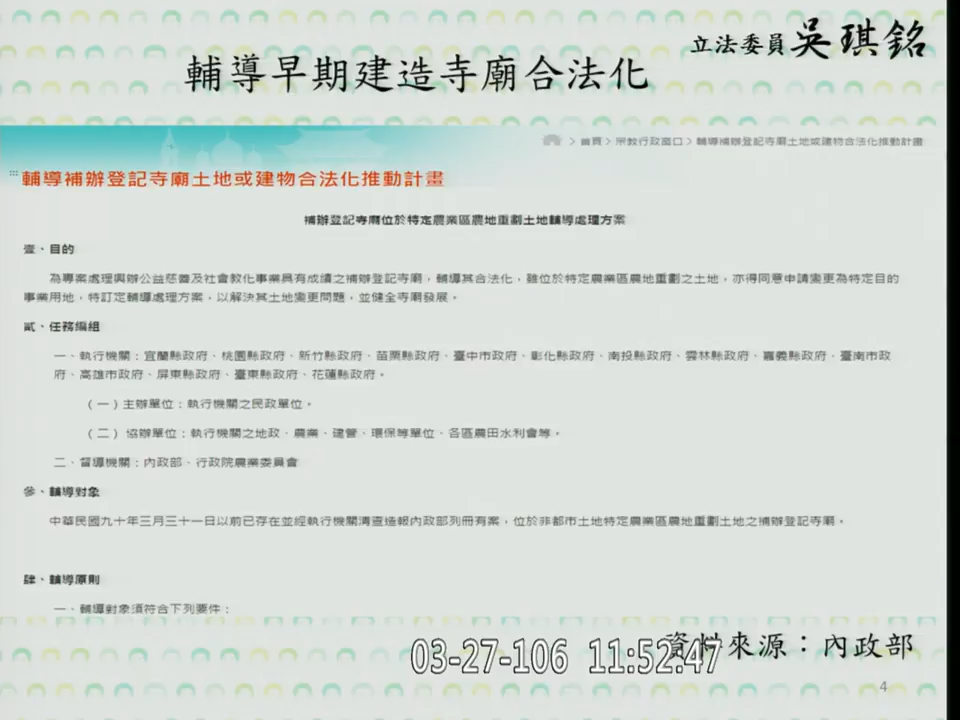 立法委員吳琪銘
輔導早期建造寺廟合法化
> 首頁 > 宗教行政窗口 > 輔導補辦登記寺廟土地或建物合法化推動計畫
輔導補辦登記寺廟土地或建物合法化推動計畫
補辦登記寺廟位於特定農業區農地重劃土地輔導處理方案
壹、目的
為專案處理興辦公益慈善及社會教化事業具有成績之補辦登記寺廟，輔導其合法化，雖位於特定農業區農地重劃之土地，亦得同意申請變更為特定目的
事業用地，特訂定輔導處理方案，以解決其土地變更問題，並健全寺廟發展。
貳、任務編組
一、執行機關：宜蘭縣政府、桃園縣政府、新竹縣政府、苗栗縣政府、臺中市政府、彰化縣政府、南投縣政府、雲林縣政府、嘉義縣政府、臺南市政
府、高雄市政府、屏東縣政府、臺東縣政府、花蓮縣政府。
（一）主辦單位：執行機關之民政單位。
（二）協辦單位：執行機關之地政、農業、建管、環保等單位、各區農田水利會等。
二、督導機關：內政部、行政院農業委員會
參、輔導對象
中華民國九十年三月三十一日以前已存在並經執行機關清查造報內政部列冊有案，位於非都市土地特定農業區農地重劃土地之補辦登記寺廟。
肆、輔導原則
一、輔導對象須符合下列要件：
資料來源：內政部
03-27-106 11:52:47
4